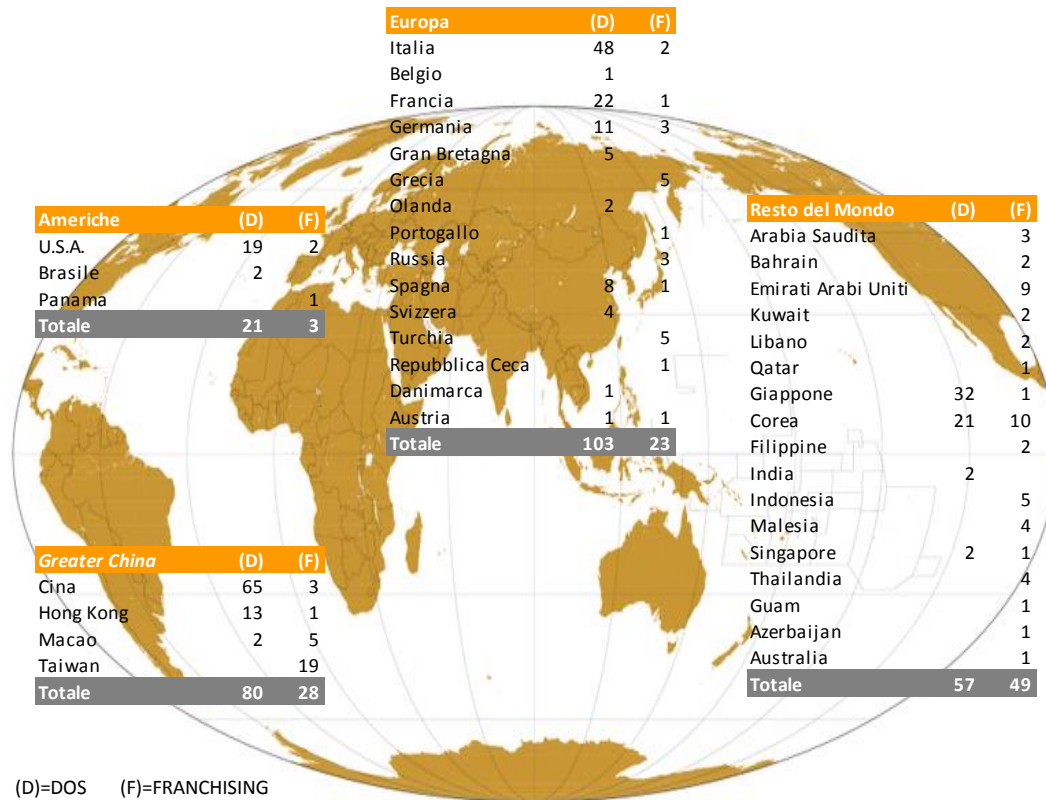 Europa (D) (F)
Italia 48 2
Belgio 1
Francia 22 1
Germania 11 3
Gran Bretagna 5
Grecia 5
Olanda 2
Portogallo 1
Russia 3
Spagna 8 1
Svizzera 4
Turchia 5
Repubblica Ceca 1
Danimarca 1
Austria 1 1
Totale 103 23
Americhe (D) (F)
U.S.A. 19 2
Brasile 2
Panama 1
Totale 21 3
Resto del Mondo (D) (F)
Arabia Saudita 3
Bahrain 2
Emirati Arabi Uniti 9
Kuwait 2
Libano 2
Qatar 1
Giappone 32 1
Corea 21 10
Filippine 2
India 2
Indonesia 5
Malesia 4
Singapore 2 1
Thailandia 4
Guam 1
Azerbaijan 1
Australia 1
Totale 57 49
Greater China (D) (F)
Cina 65 3
Hong Kong 13 1
Macao 2 5
Taiwan 19
Totale 80 28
(D)=DOS (F)=FRANCHISING